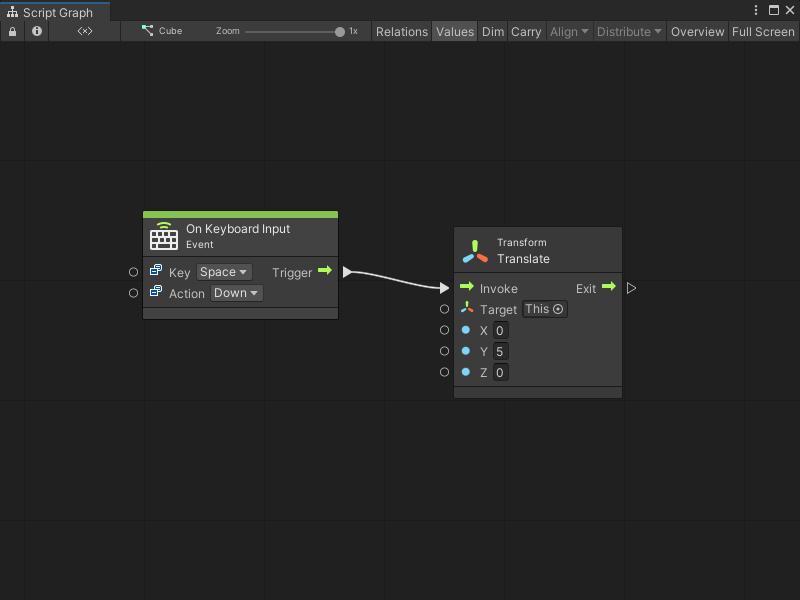 Script Graph
Cube Zoom 1x Relations Values Dim Carry Align Distribute Overview Full Screen
On Keyboard Input
Event
Key Space Trigger
Action Down
Transform
Translate
Invoke Exit
Target This
X 0
Y 5
Z 0